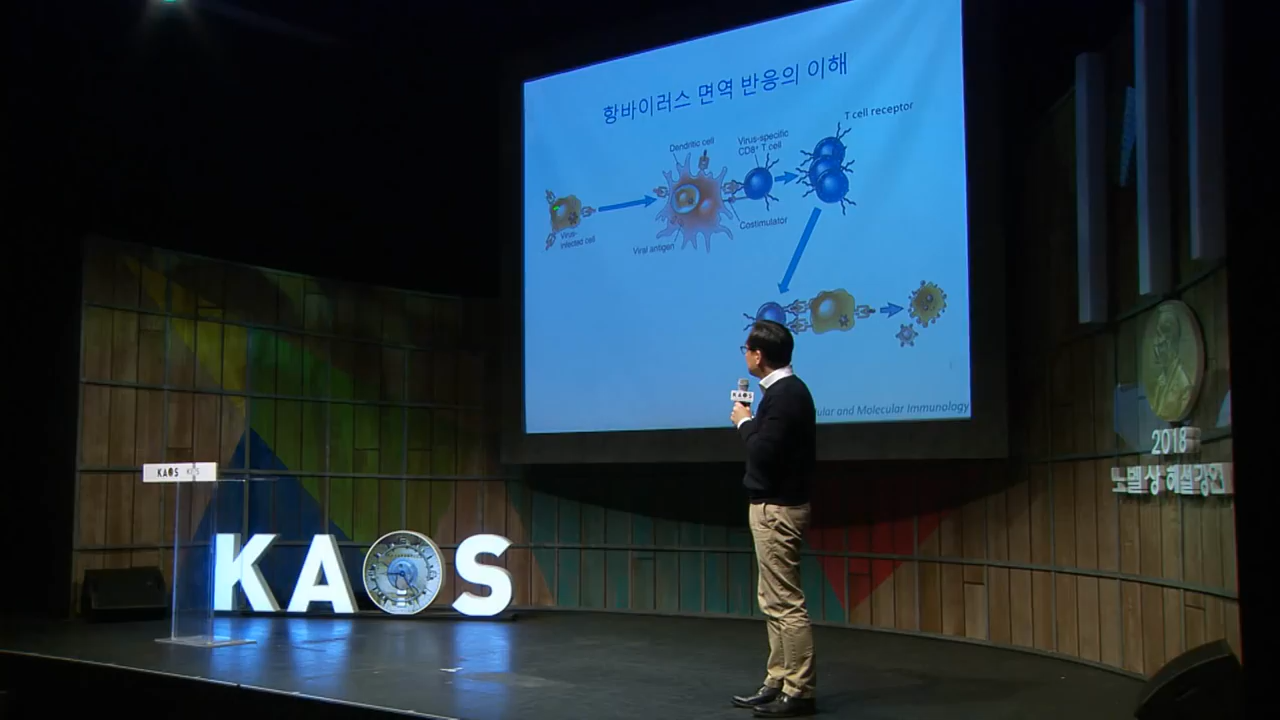 항바이러스 면역 반응의 이해
T cell receptor
Dendritic cell
Virus-specific
CD8+ T cell
Virus-
infected cell
Viral antigen
Costimulator
ular and Molecular Immunology
KAOS
KAOS
KAOS
2018
노벨상 해설강연